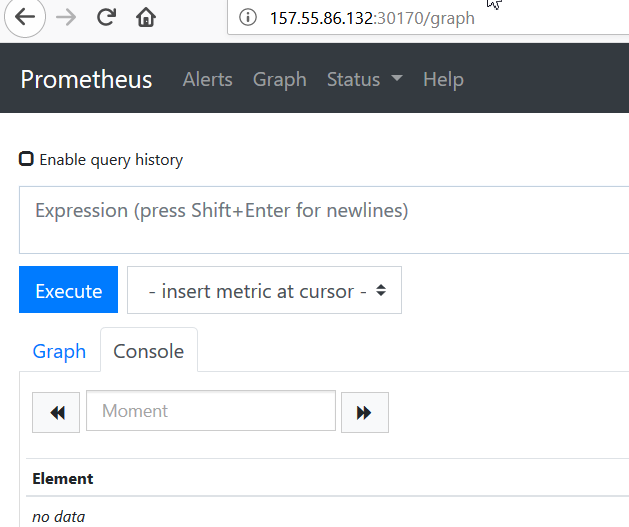 157.55.86.132:30170/graph
Prometheus Alerts Graph Status Help
Enable query history
Expression (press Shift+Enter for newlines)
Execute - insert metric at cursor -
Graph Console
Moment
Element
no data